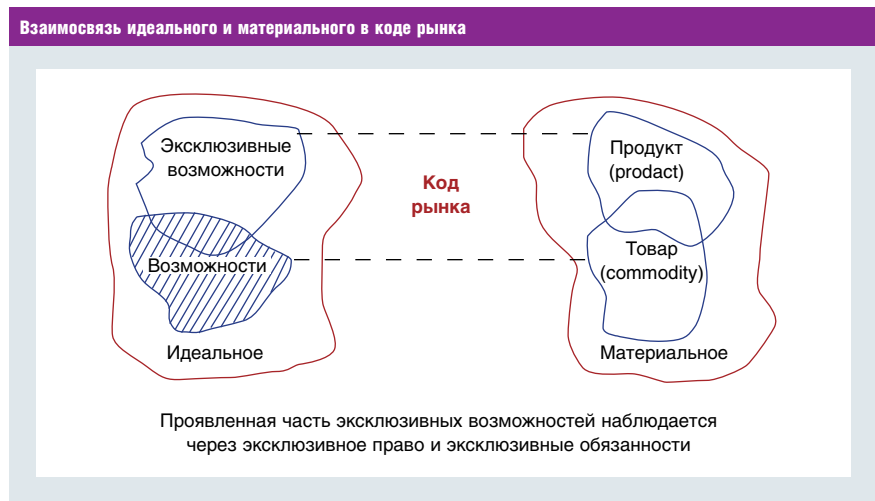 Взаимосвязь идеального и материального в коде рынка
Эксклюзивные
возможности
Возможности
Идеальное
Код
рынка
Продукт
(prodact)
Товар
(commodity)
Материальное
Проявленная часть эксклюзивных возможностей наблюдается
через эксклюзивное право и эксклюзивные обязанности